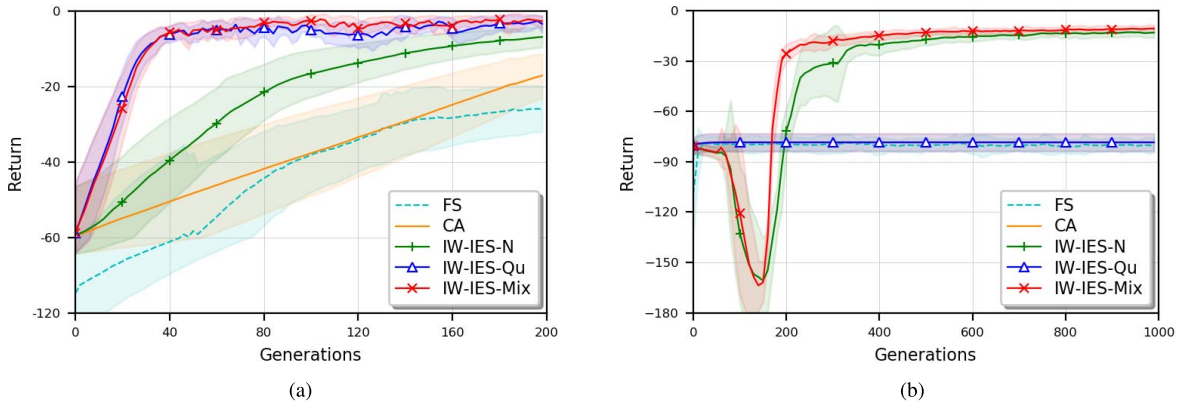 0
-20
-40
-60
-120
Return
0
40
80
120
160
200
Generations
FS
CA
IW-IES-N
IW-IES-Qu
IW-IES-Mix
(a)
0
−30
−60
−90
−120
−150
−180
Return
0
200
400
600
800
1000
Generations
FS
CA
IW-IES-N
IW-IES-Qu
IW-IES-Mix
(b)